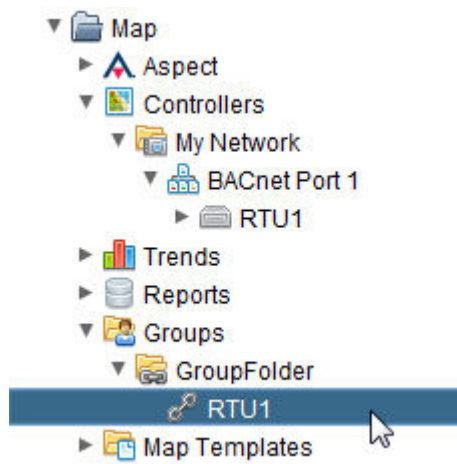 Map
Aspect
Controllers
My Network
BACnet Port 1
RTU1
Trends
Reports
Groups
GroupFolder
RTU1
Map Templates